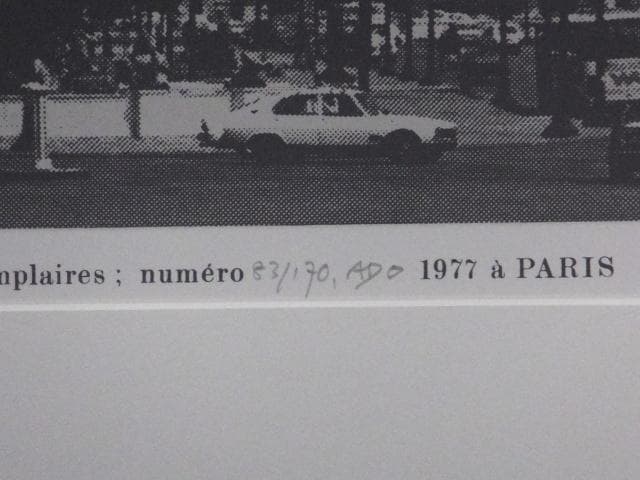 mplaires ; numéro 83/170, ADO 1977 à PARIS